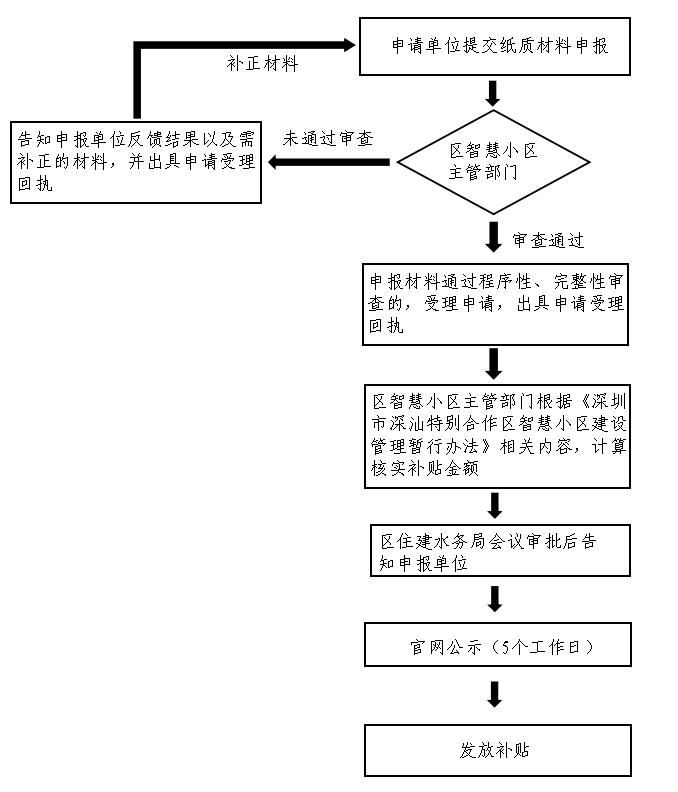 申请单位提交纸质材料申报
补正材料
告知申报单位反馈结果以及需
补正的材料，并出具申请受理
回执
未通过审查
区智慧小区
主管部门
审查通过
申报材料通过程序性、完整性审
查的，受理申请，出具申请受理
回执
区智慧小区主管部门根据《深圳
市深汕特别合作区智慧小区建设
管理暂行办法》相关内容，计算
核实补贴金额
区住建水务局会议审批后告
知申报单位
官网公示（5个工作日）
发放补贴